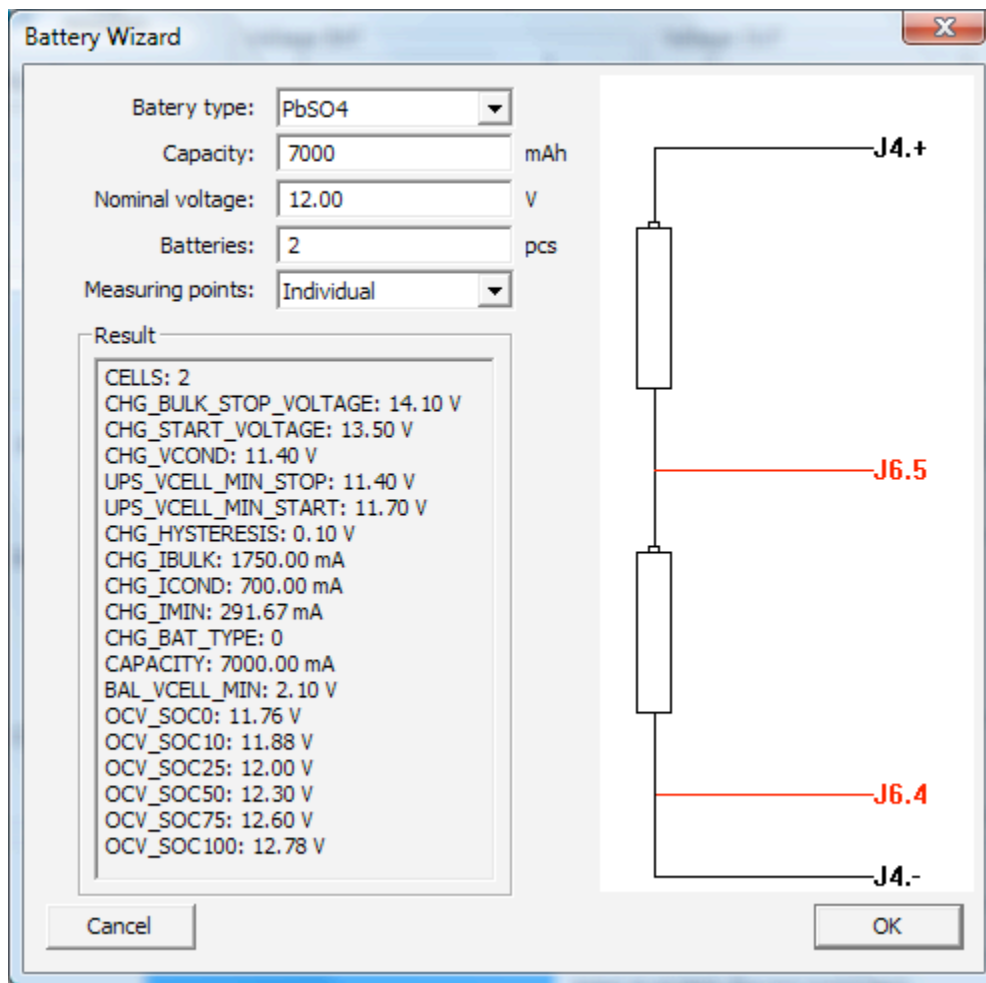 Battery Wizard
Batery type: PbSO4
Capacity: 7000 mAh
Nominal voltage: 12.00 V
Batteries: 2 pcs
Measuring points: Individual
Result
CELLS: 2
CHG_BULK_STOP_VOLTAGE: 14.10 V
CHG_START_VOLTAGE: 13.50 V
CHG_VCOND: 11.40 V
UPS_VCELL_MIN_STOP: 11.40 V
UPS_VCELL_MIN_START: 11.70 V
CHG_HYSTERESIS: 0.10 V
CHG_IBULK: 1750.00 mA
CHG_ICOND: 700.00 mA
CHG_IMIN: 291.67 mA
CHG_BAT_TYPE: 0
CAPACITY: 7000.00 mA
BAL_VCELL_MIN: 2.10 V
OCV_SOC0: 11.76 V
OCV_SOC10: 11.88 V
OCV_SOC25: 12.00 V
OCV_SOC50: 12.30 V
OCV_SOC75: 12.60 V
OCV_SOC100: 12.78 V
J4.+
J6.5
J6.4
J4.-
Cancel
OK